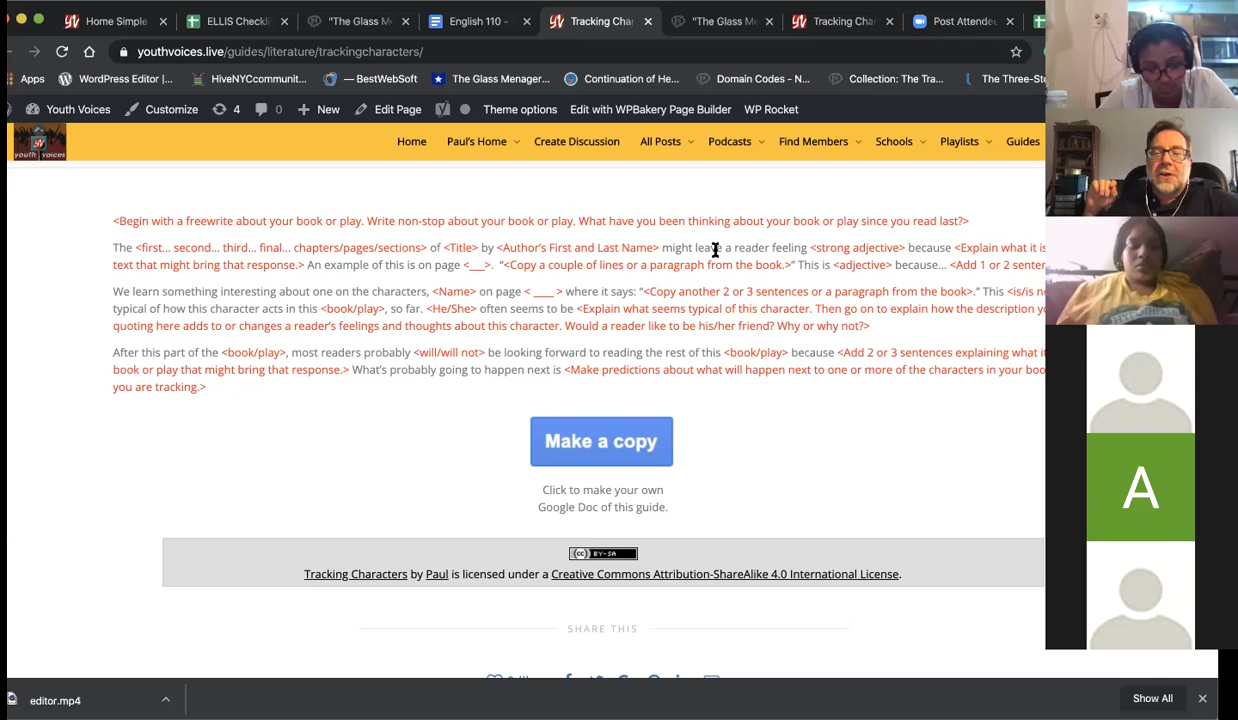 Home Simple
ELLIS Checkli
"The Glass Me
English 110 -
Tracking Char
"The Glass Me
Tracking Char
Post Attende
youthvoices.live/guides/literature/trackingcharacters/
Apps
WordPress Editor |...
HiveNYCcommunit...
— BestWebSoft
The Glass Menager...
Continuation of He...
Domain Codes - N...
Collection: The Tra...
The Three-Stu
Youth Voices
Customize
4
0
New
Edit Page
Theme options
Edit with WPBakery Page Builder
WP Rocket
youth voices
Home
Paul's Home
Create Discussion
All Posts
Podcasts
Find Members
Schools
Playlists
Guides
<Begin with a freewrite about your book or play. Write non-stop about your book or play. What have you been thinking about your book or play since you read last?>
The <first... second... third... final... chapters/pages/sections> of <Title> by <Author's First and Last Name> might leave a reader feeling <strong adjective> because <Explain what it is
text that might bring that response.> An example of this is on page <___>. "<Copy a couple of lines or a paragraph from the book.>" This is <adjective> because... <Add 1 or 2 senten
We learn something interesting about one on the characters, <Name> on page < ____ > where it says: "<Copy another 2 or 3 sentences or a paragraph from the book>." This <is/is no
typical of how this character acts in this <book/play>, so far. <He/She> often seems to be <Explain what seems typical of this character. Then go on to explain how the description yo
quoting here adds to or changes a reader's feelings and thoughts about this character. Would a reader like to be his/her friend? Why or why not?>
After this part of the <book/play>, most readers probably <will/will not> be looking forward to reading the rest of this <book/play> because <Add 2 or 3 sentences explaining what it
book or play that might bring that response.> What's probably going to happen next is <Make predictions about what will happen next to one or more of the characters in your boo
you are tracking.>
Make a copy
Click to make your own
Google Doc of this guide.
cc BY-SA
Tracking Characters by Paul is licensed under a Creative Commons Attribution-ShareAlike 4.0 International License.
SHARE THIS
A
editor.mp4
Show All